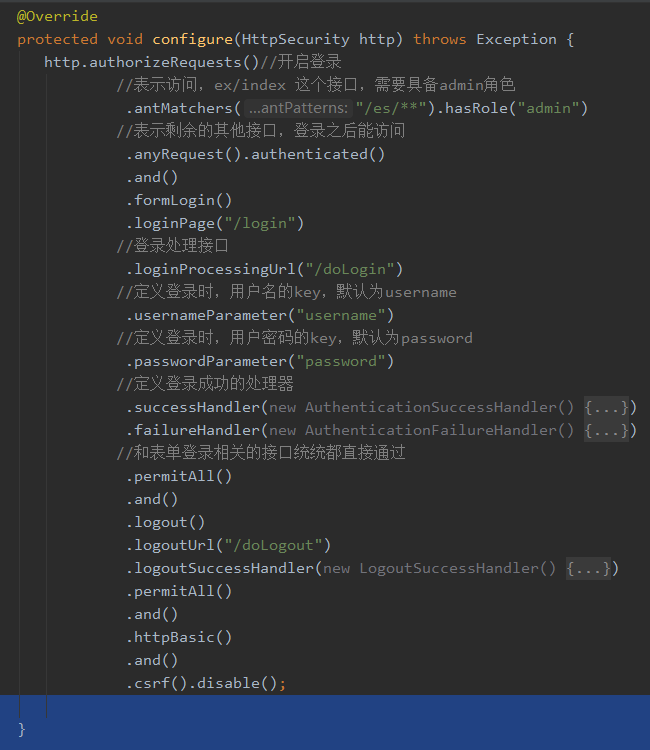 @Override
protected void configure(HttpSecurity http) throws Exception {
http.authorizeRequests()//开启登录
//表示访问，ex/index 这个接口，需要具备admin角色
.antMatchers( ...antPatterns: "/es/**").hasRole("admin")
//表示剩余的其他接口，登录之后能访问
.anyRequest().authenticated()
.and()
.formLogin()
.loginPage("/login")
//登录处理接口
.loginProcessingUrl("/doLogin")
//定义登录时，用户名的key，默认为username
.usernameParameter("username")
//定义登录时，用户密码的key，默认为password
.passwordParameter("password")
//定义登录成功的处理器
.successHandler(new AuthenticationSuccessHandler() {...})
.failureHandler(new AuthenticationFailureHandler() {...})
//和表单登录相关的接口统统都直接通过
.permitAll()
.and()
.logout()
.logoutUrl("/doLogout")
.logoutSuccessHandler(new LogoutSuccessHandler() {...})
.permitAll()
.and()
.httpBasic()
.and()
.csrf().disable();
}